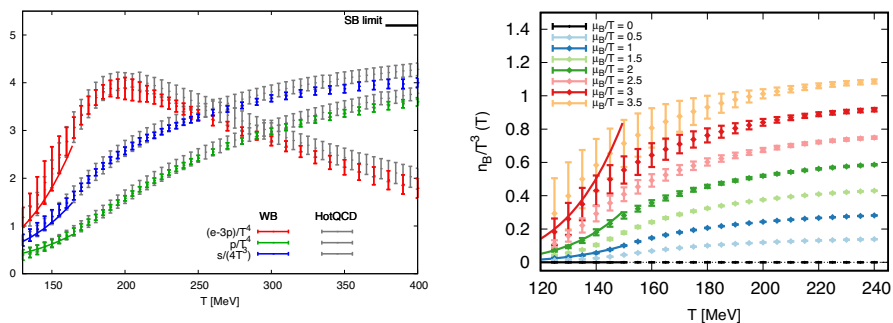 SB limit
5
4
3
2
1
0
WB HotQCD
(e-3p)/T⁴
p/T⁴
s/(4T³)
150 200 250 300 350 400
T [MeV]
n_B/T³ (T)
1.4
1.2
1
0.8
0.6
0.4
0.2
0
μ_B/T = 0
μ_B/T = 0.5
μ_B/T = 1
μ_B/T = 1.5
μ_B/T = 2
μ_B/T = 2.5
μ_B/T = 3
μ_B/T = 3.5
120 140 160 180 200 220 240
T [MeV]